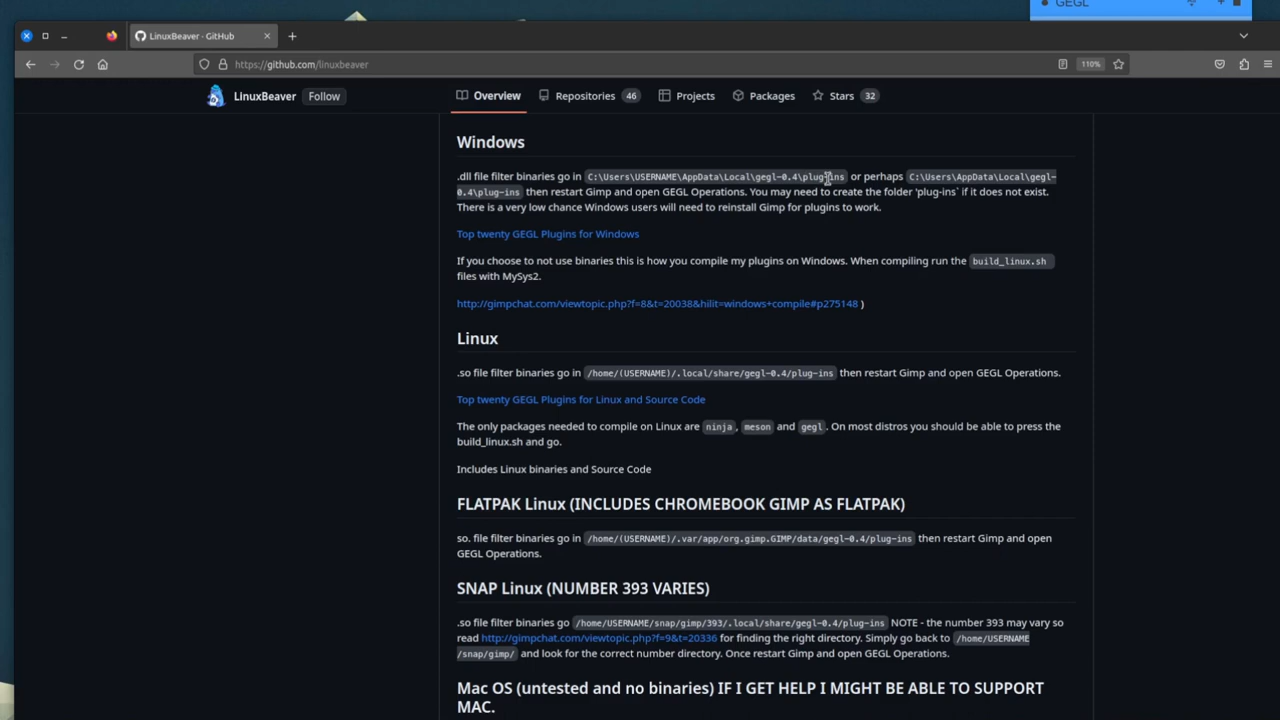 GEGL
LinuxBeaver · GitHub
https://github.com/linuxbeaver
110%
LinuxBeaver Follow Overview Repositories 46 Projects Packages Stars 32
Windows
.dll file filter binaries go in C:\Users\USERNAME\AppData\Local\gegl-0.4\plug-ins or perhaps C:\Users\AppData\Local\gegl-
0.4\plug-ins then restart Gimp and open GEGL Operations. You may need to create the folder 'plug-ins` if it does not exist.
There is a very low chance Windows users will need to reinstall Gimp for plugins to work.
Top twenty GEGL Plugins for Windows
If you choose to not use binaries this is how you compile my plugins on Windows. When compiling run the build_linux.sh
files with MySys2.
http://gimpchat.com/viewtopic.php?f=8&t=20038&hilit=windows+compile#p275148 )
Linux
.so file filter binaries go in /home/(USERNAME)/.local/share/gegl-0.4/plug-ins then restart Gimp and open GEGL Operations.
Top twenty GEGL Plugins for Linux and Source Code
The only packages needed to compile on Linux are ninja, meson and gegl. On most distros you should be able to press the
build_linux.sh and go.
Includes Linux binaries and Source Code
FLATPAK Linux (INCLUDES CHROMEBOOK GIMP AS FLATPAK)
so. file filter binaries go in /home/(USERNAME)/.var/app/org.gimp.GIMP/data/gegl-0.4/plug-ins then restart Gimp and open
GEGL Operations.
SNAP Linux (NUMBER 393 VARIES)
.so file filter binaries go /home/USERNAME/snap/gimp/393/.local/share/gegl-0.4/plug-ins NOTE - the number 393 may vary so
read http://gimpchat.com/viewtopic.php?f=9&t=20336 for finding the right directory. Simply go back to /home/USERNAME
/snap/gimp/ and look for the correct number directory. Once restart Gimp and open GEGL Operations.
Mac OS (untested and no binaries) IF I GET HELP I MIGHT BE ABLE TO SUPPORT
MAC.